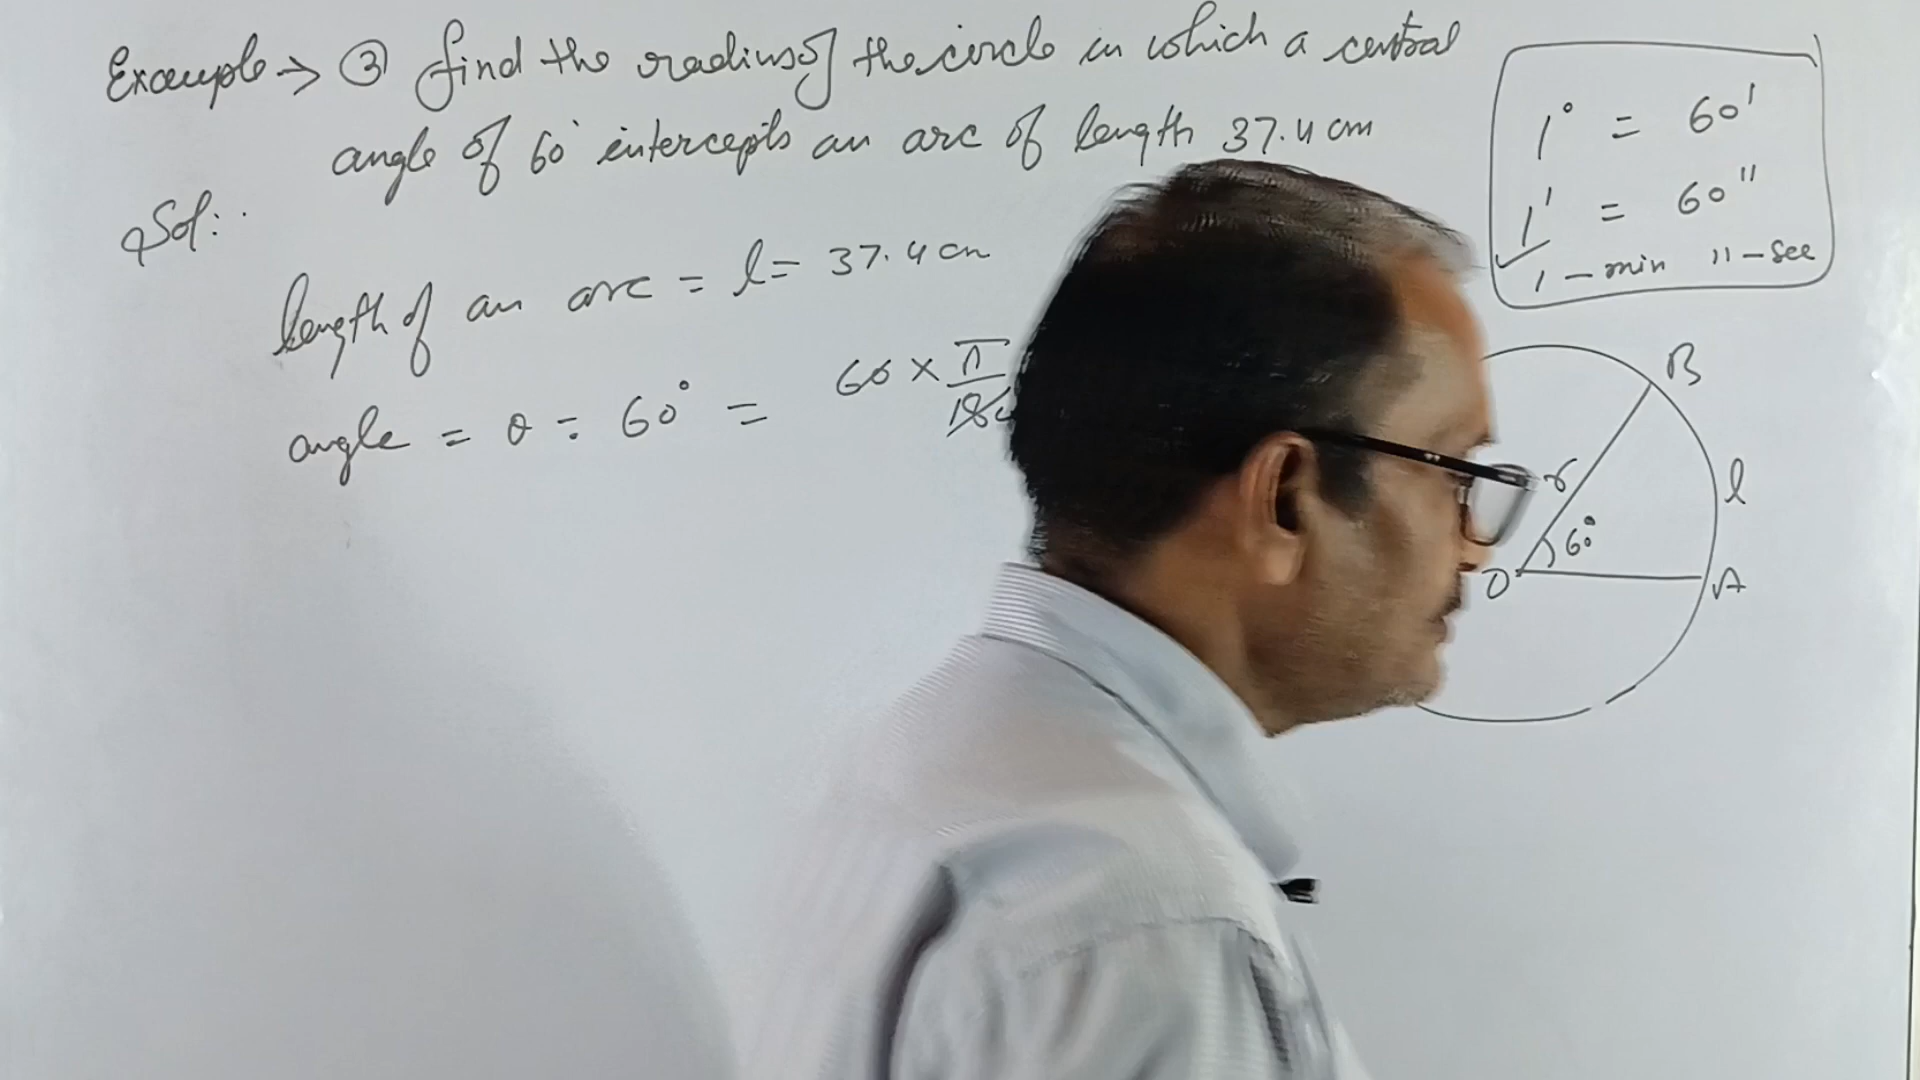 Example → ③ find the radius of the circle in which a central
angle of 60° intercepts an arc of length 37.4 cm
Sol:
length of an arc = l = 37.4 cm
angle = θ = 60° = 60 × π/180
1° = 60'
1' = 60"
' - min " - sec
B
r
l
60°
O
A